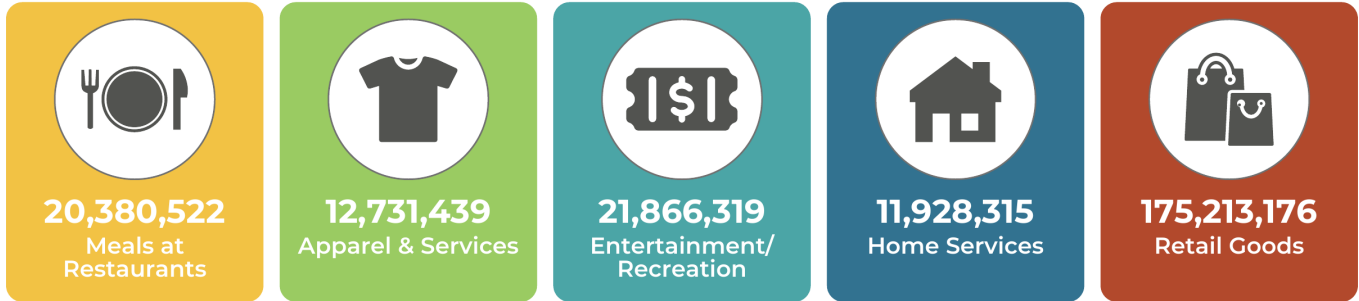 20,380,522
Meals at
Restaurants
12,731,439
Apparel & Services
$
21,866,319
Entertainment/
Recreation
11,928,315
Home Services
175,213,176
Retail Goods